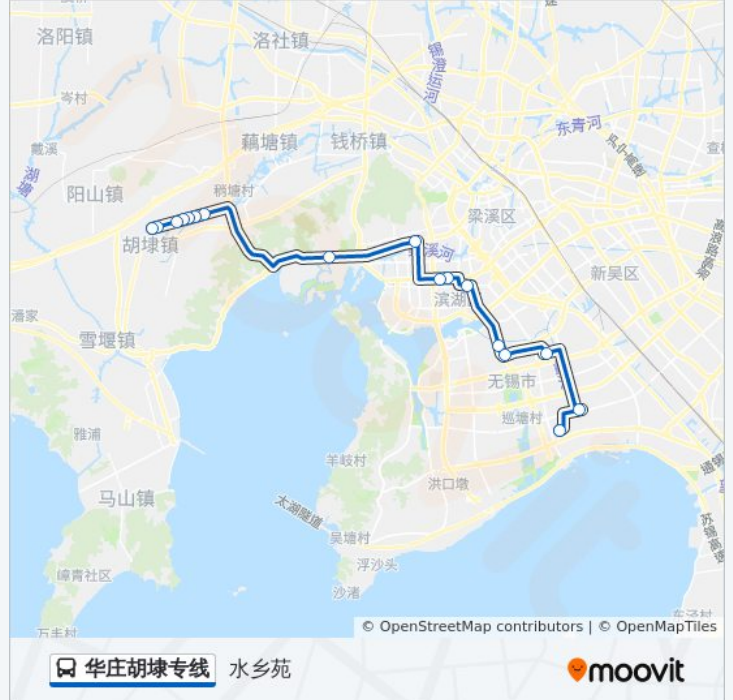 洛阳镇
洛社镇
锡澄运河
岑村
东青河
戴溪
藕塘镇
钱桥镇
湖塘
阳山镇
稍塘村
梁溪区
胡埭镇
溪河
新吴区
滨湖
潘家
雪堰镇
无锡市
巡塘村
雅浦
羊岐村
洪口墩
马山镇
太湖隧道
吴塘村
浮沙头
嶂青社区
沙渚
© OpenStreetMap contributors | © OpenMapTiles
华庄胡埭专线 水乡苑
moovit